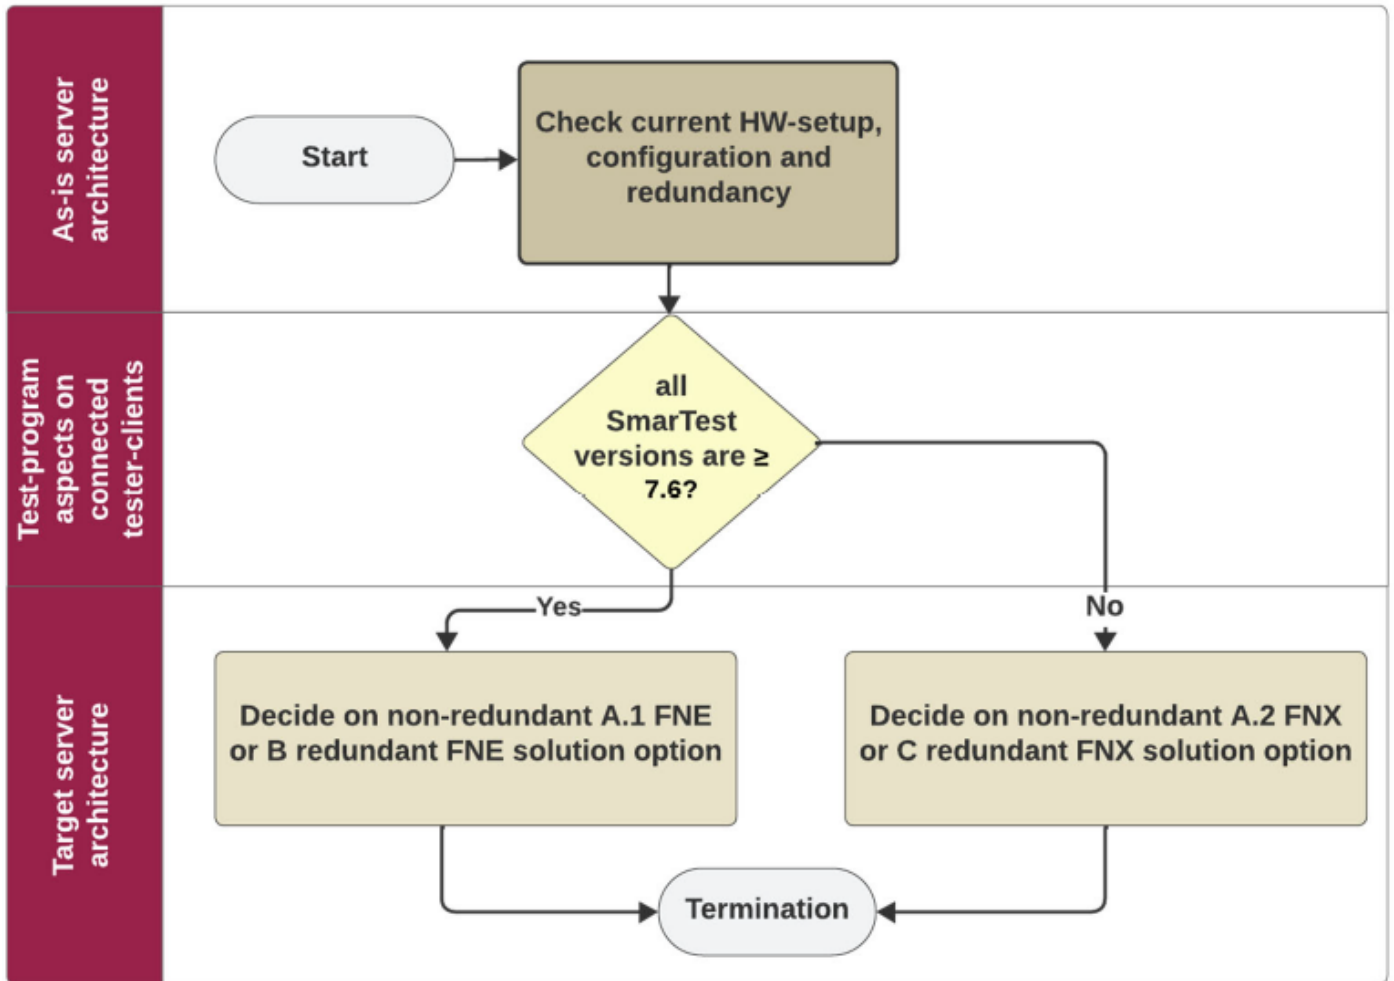 As-is server
architecture
Start
Check current HW-setup,
configuration and
redundancy
Test-program
aspects on
connected
tester-clients
all
SmarTest
versions are ≥
7.6?
Yes
No
Target server
architecture
Decide on non-redundant A.1 FNE
or B redundant FNE solution option
Decide on non-redundant A.2 FNX
or C redundant FNX solution option
Termination